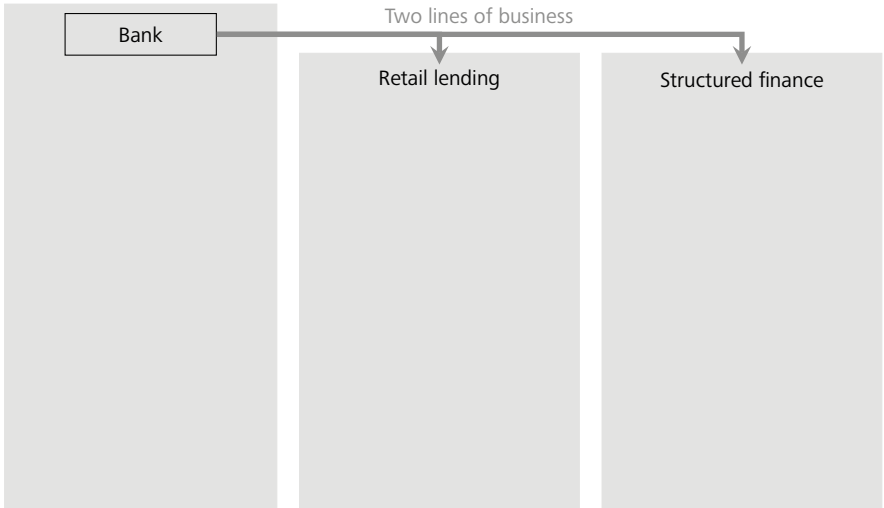 Two lines of business
Bank
Retail lending
Structured finance